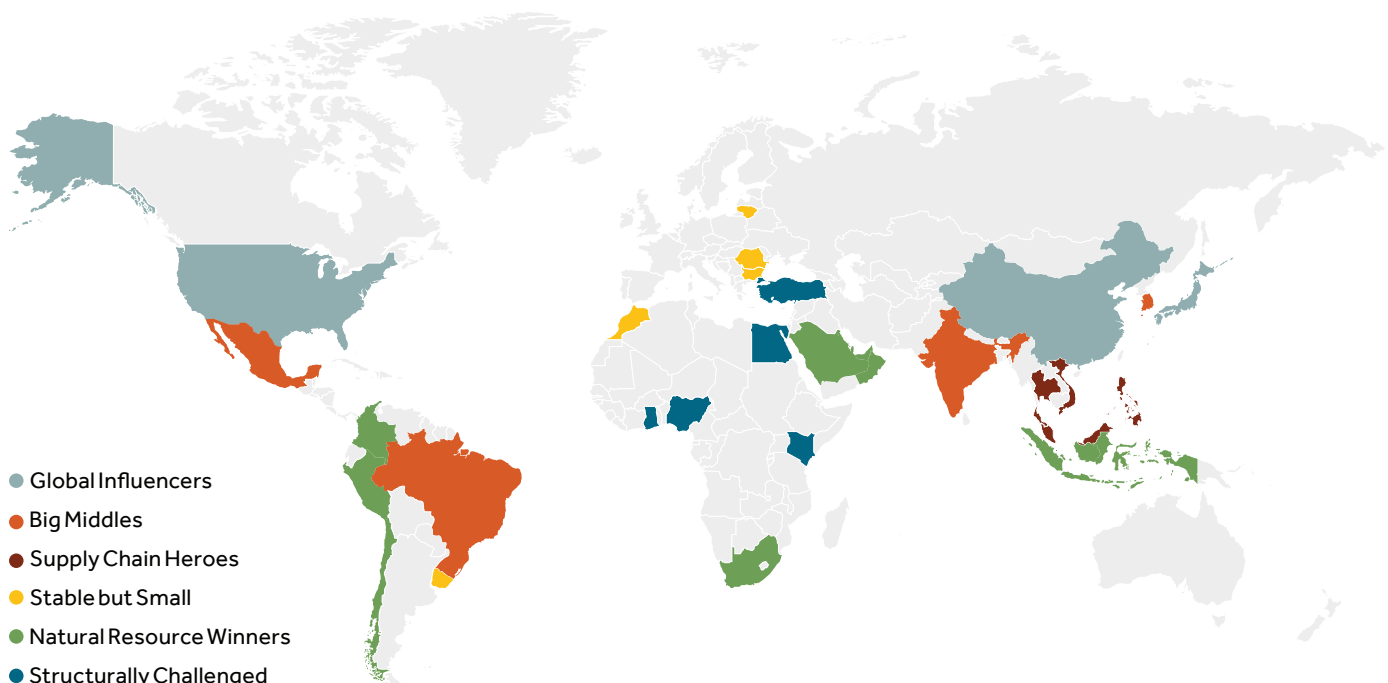 Global Influencers
Big Middles
Supply Chain Heroes
Stable but Small
Natural Resource Winners
Structurally Challenged